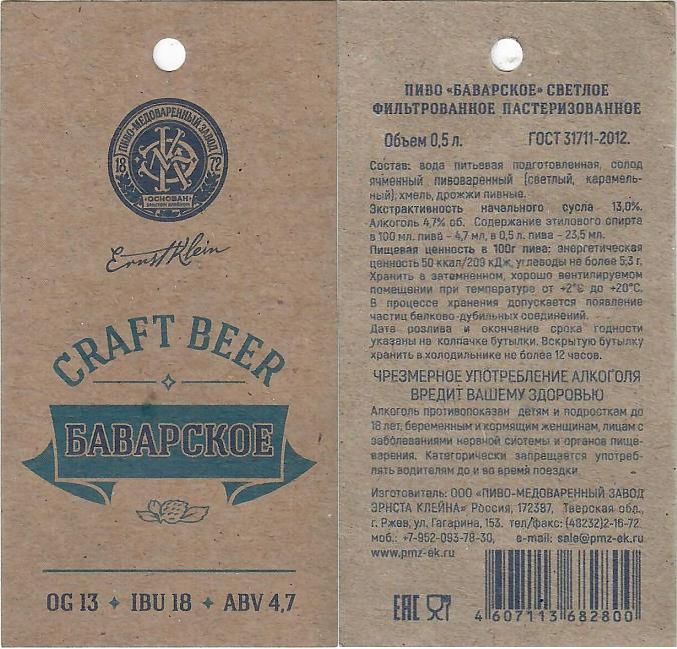 ПИВО-МЕДОВАРЕННЫЙ ЗАВОД
18 72
ОСНОВАН
ЭРНСТОМ КЛЕЙНОМ
Ernst Klein
CRAFT BEER
БАВАРСКОЕ
OG 13 IBU 18 ABV 4,7
ПИВО «БАВАРСКОЕ» СВЕТЛОЕ
ФИЛЬТРОВАННОЕ ПАСТЕРИЗОВАННОЕ
Объем 0,5 л. ГОСТ 31711-2012.
Состав: вода питьевая подготовленная, солод
ячменный пивоваренный (светлый, карамель-
ный); хмель, дрожжи пивные.
Экстрактивность начального сусла 13,0%.
Алкоголь 4,7% об. Содержание этилового спирта
в 100 мл. пива - 4,7 мл, в 0,5 л. пива - 23,5 мл.
Пищевая ценность в 100г пива: энергетическая
ценность 50 ккал/209 кДж, углеводы не более 5,3 г.
Хранить в затемненном, хорошо вентилируемом
помещении при температуре от +2°С до +20°С.
В процессе хранения допускается появление
частиц белково-дубильных соединений.
Дата розлива и окончание срока годности
указаны на колпачке бутылки. Вскрытую бутылку
хранить в холодильнике не более 12 часов.
ЧРЕЗМЕРНОЕ УПОТРЕБЛЕНИЕ АЛКОГОЛЯ
ВРЕДИТ ВАШЕМУ ЗДОРОВЬЮ
Алкоголь противопоказан детям и подросткам до
18 лет, беременным и кормящим женщинам, лицам с
заболеваниями нервной системы и органов пище-
варения. Категорически запрещается употреб-
лять водителям до и во время поездки.
Изготовитель: ООО «ПИВО-МЕДОВАРЕННЫЙ ЗАВОД
ЭРНСТА КЛЕЙНА» Россия, 172387, Тверская обл.,
г. Ржев, ул. Гагарина, 153. тел/факс: (48232)2-16-72
моб.: +7-952-093-78-30, e-mail: sale@pmz-ek.ru
www.pmz-ek.ru
ЕАС
4 607113 682800